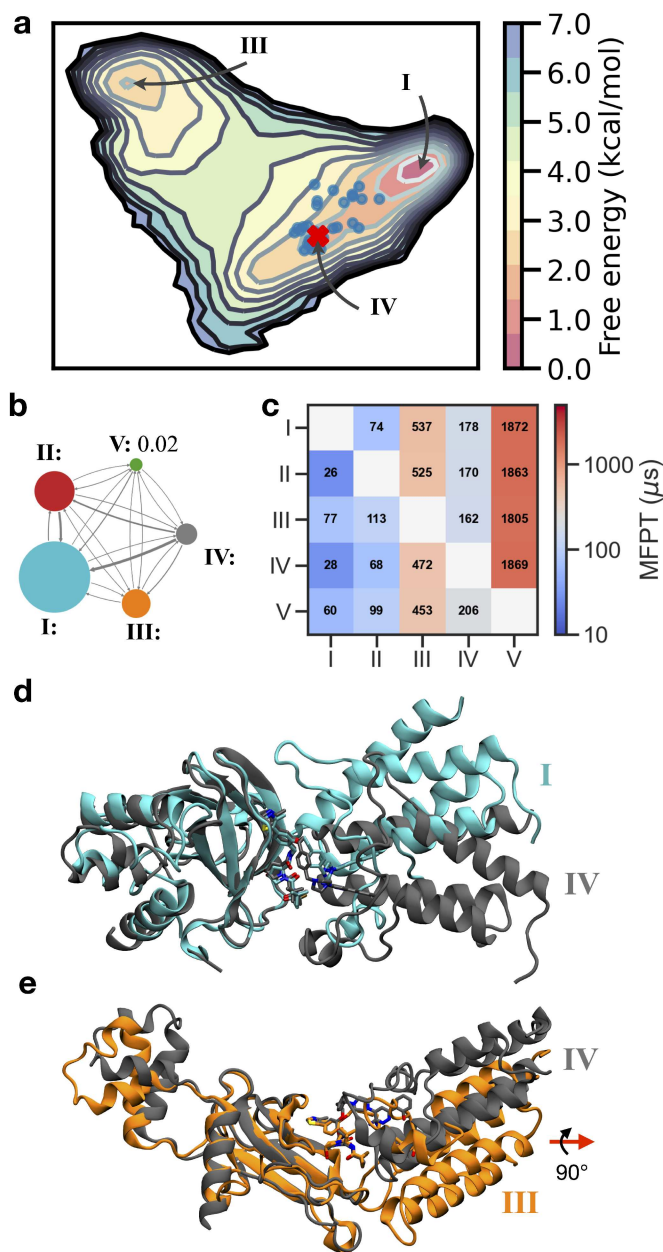 a
III
I
IV
7.0
6.0
5.0
4.0
3.0
2.0
1.0
0.0
Free energy (kcal/mol)
b
II:
V: 0.02
IV:
I:
III:
c
I 74 537 178 1872
II 26 525 170 1863
III 77 113 162 1805
IV 28 68 472 1869
V 60 99 453 206
I II III IV V
1000
100
10
MFPT (μs)
d
I
IV
e
IV
III
90°